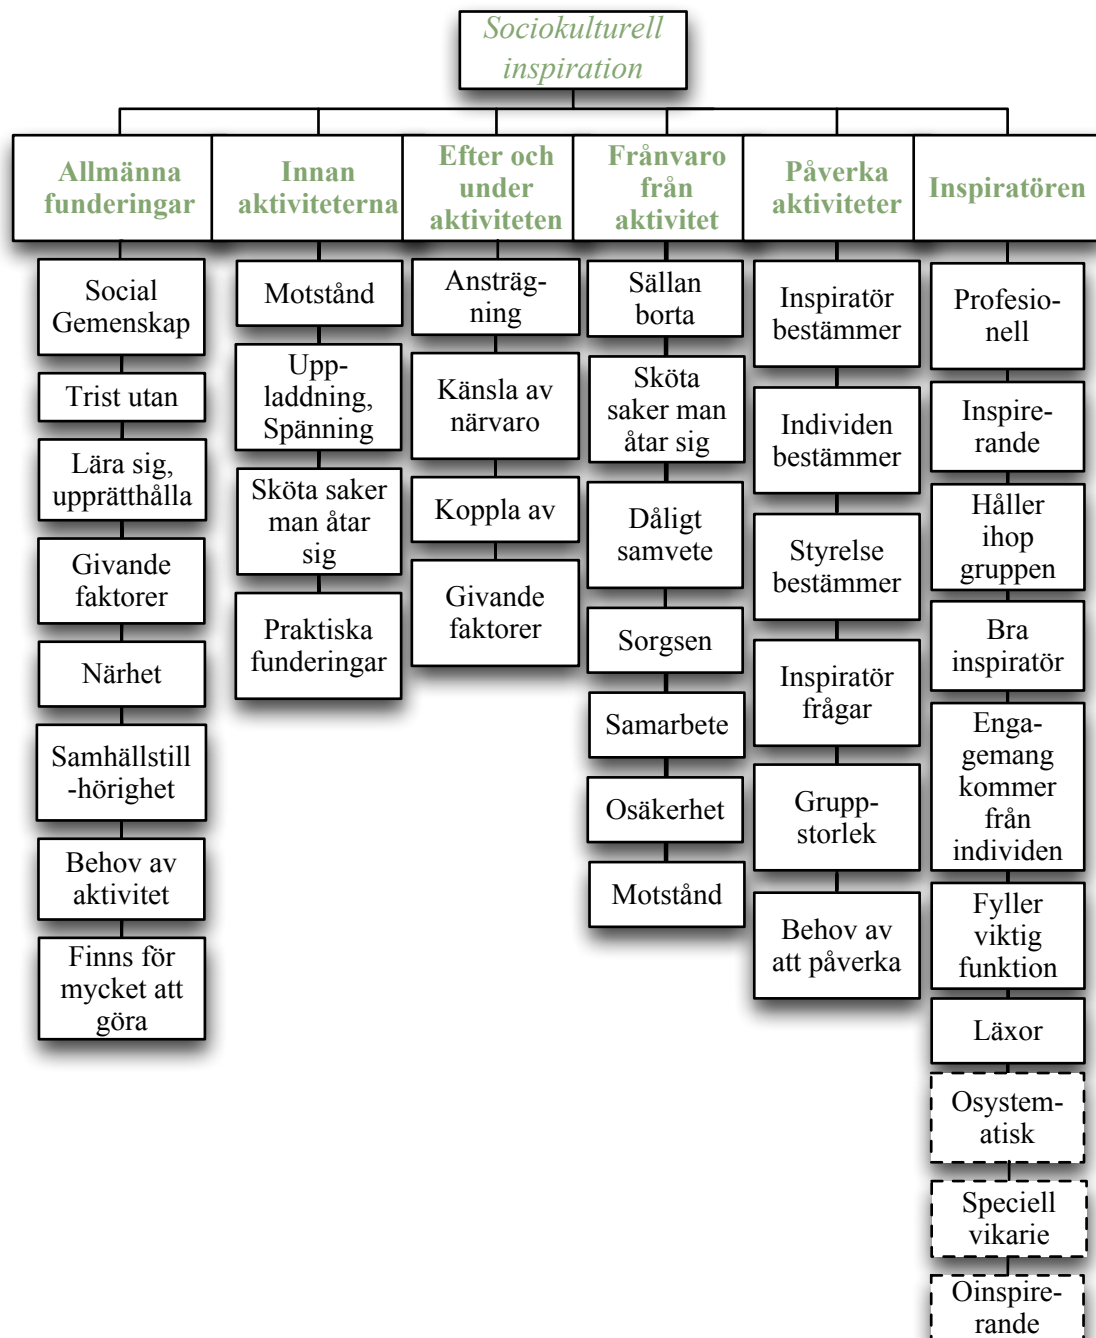 Sociokulturell
inspiration
Allmänna
funderingar
Social
Gemenskap
Trist utan
Lära sig,
upprätthålla
Givande
faktorer
Närhet
Samhällstill
-hörighet
Behov av
aktivitet
Finns för
mycket att
göra
Innan
aktiviteterna
Motstånd
Upp-
laddning,
Spänning
Sköta saker
man åtar
sig
Praktiska
funderingar
Efter och
under
aktiviteten
Ansträg-
ning
Känsla av
närvaro
Koppla av
Givande
faktorer
Frånvaro
från
aktivitet
Sällan
borta
Sköta
saker man
åtar sig
Dåligt
samvete
Sorgsen
Samarbete
Osäkerhet
Motstånd
Påverka
aktiviteter
Inspiratör
bestämmer
Individen
bestämmer
Styrelse
bestämmer
Inspiratör
frågar
Grupp-
storlek
Behov av
att påverka
Inspiratören
Profesio-
nell
Inspire-
rande
Håller
ihop
gruppen
Bra
inspiratör
Enga-
gemang
kommer
från
individen
Fyller
viktig
funktion
Läxor
Osystem-
atisk
Speciell
vikarie
Oinspire-
rande